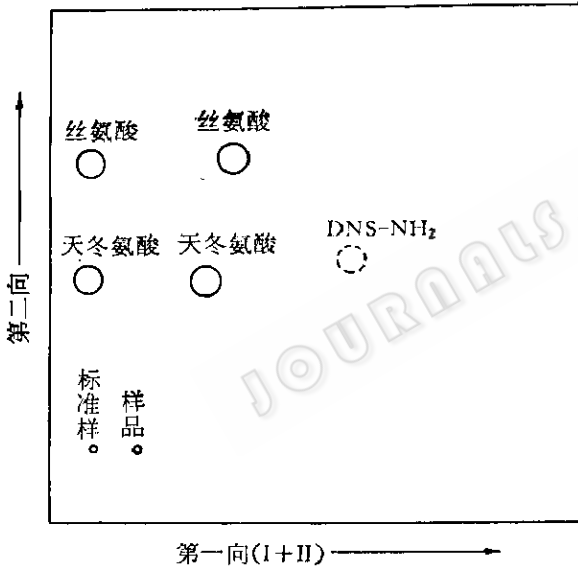 丝氨酸
丝氨酸
天冬氨酸
天冬氨酸
DNS-NH₂
第二向
标准样
样品
第一向(I+II)
JOURNALS